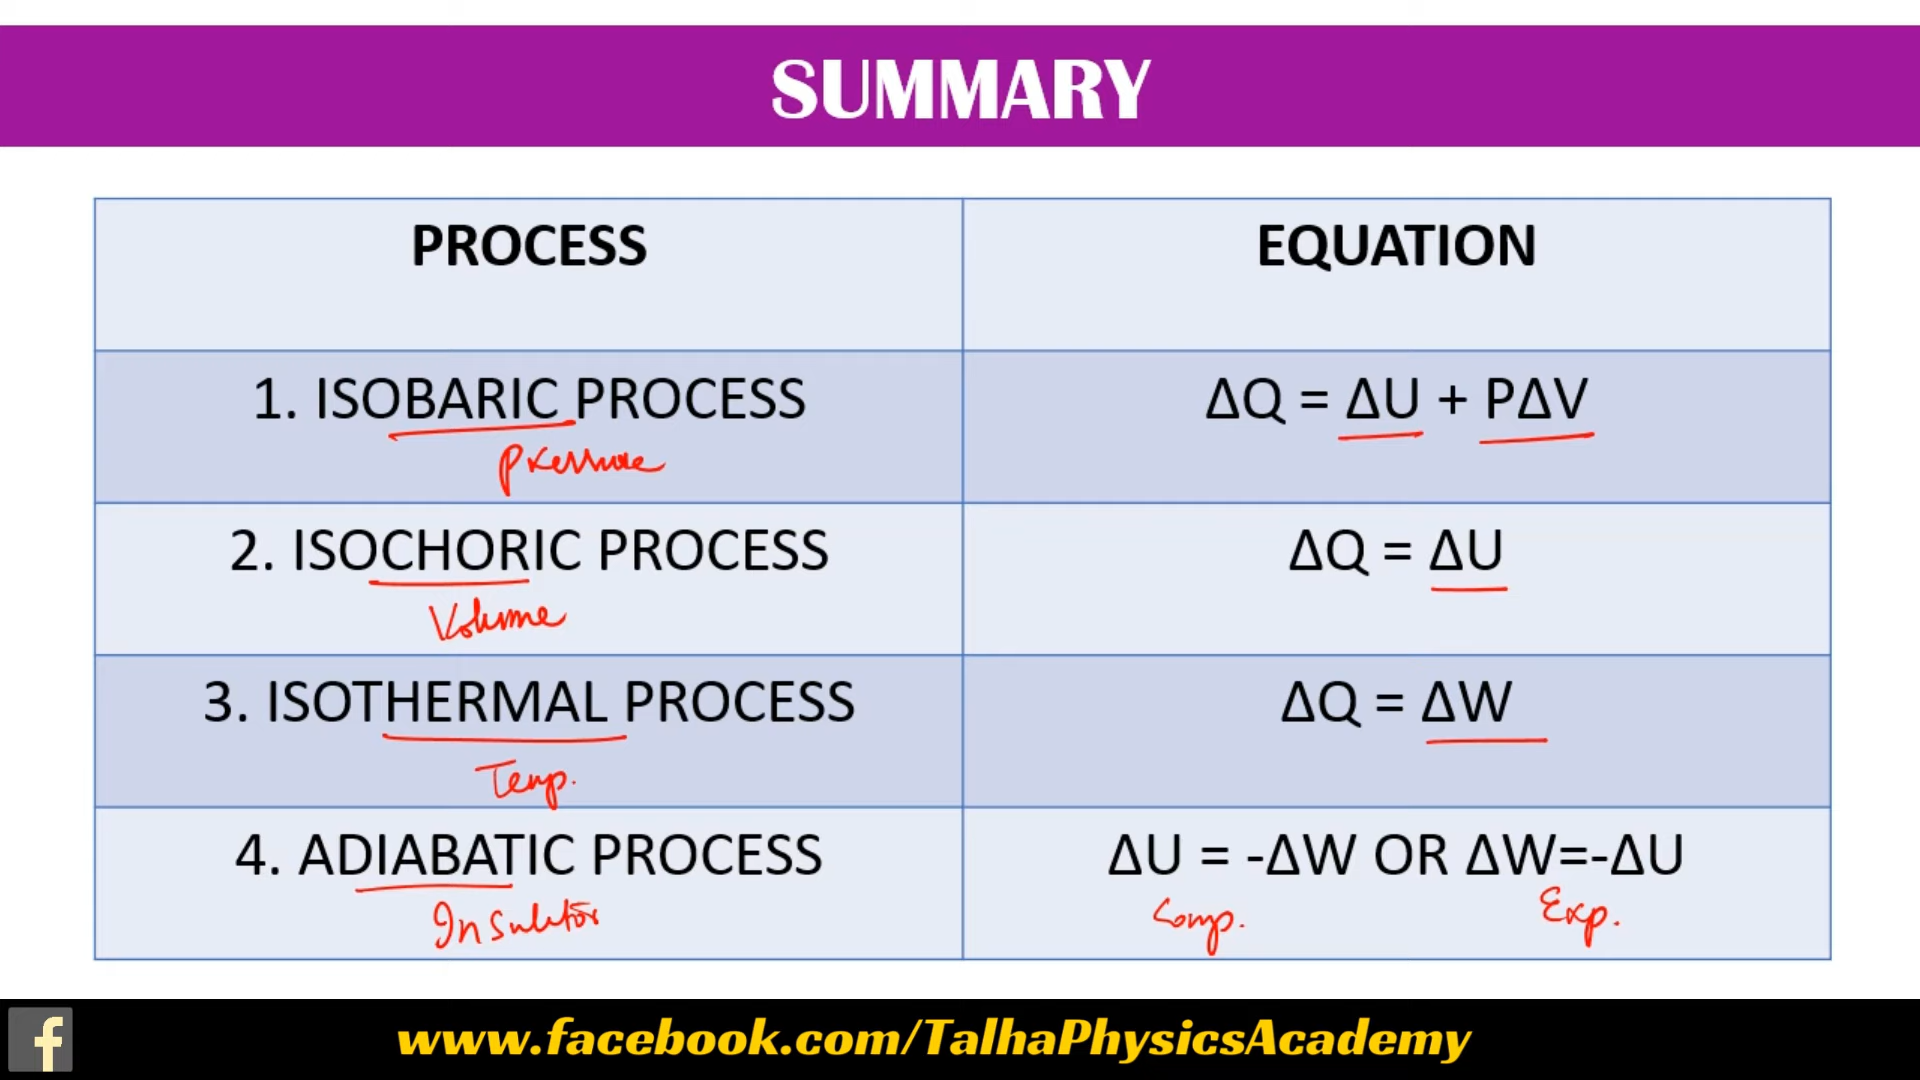 SUMMARY
PROCESS
EQUATION
1. ISOBARIC PROCESS
Pressure
ΔQ = ΔU + PΔV
2. ISOCHORIC PROCESS
Volume
ΔQ = ΔU
3. ISOTHERMAL PROCESS
Temp.
ΔQ = ΔW
4. ADIABATIC PROCESS
Insultor
ΔU = -ΔW OR ΔW=-ΔU
Comp.
Exp.
f
www.facebook.com/TalhaPhysicsAcademy